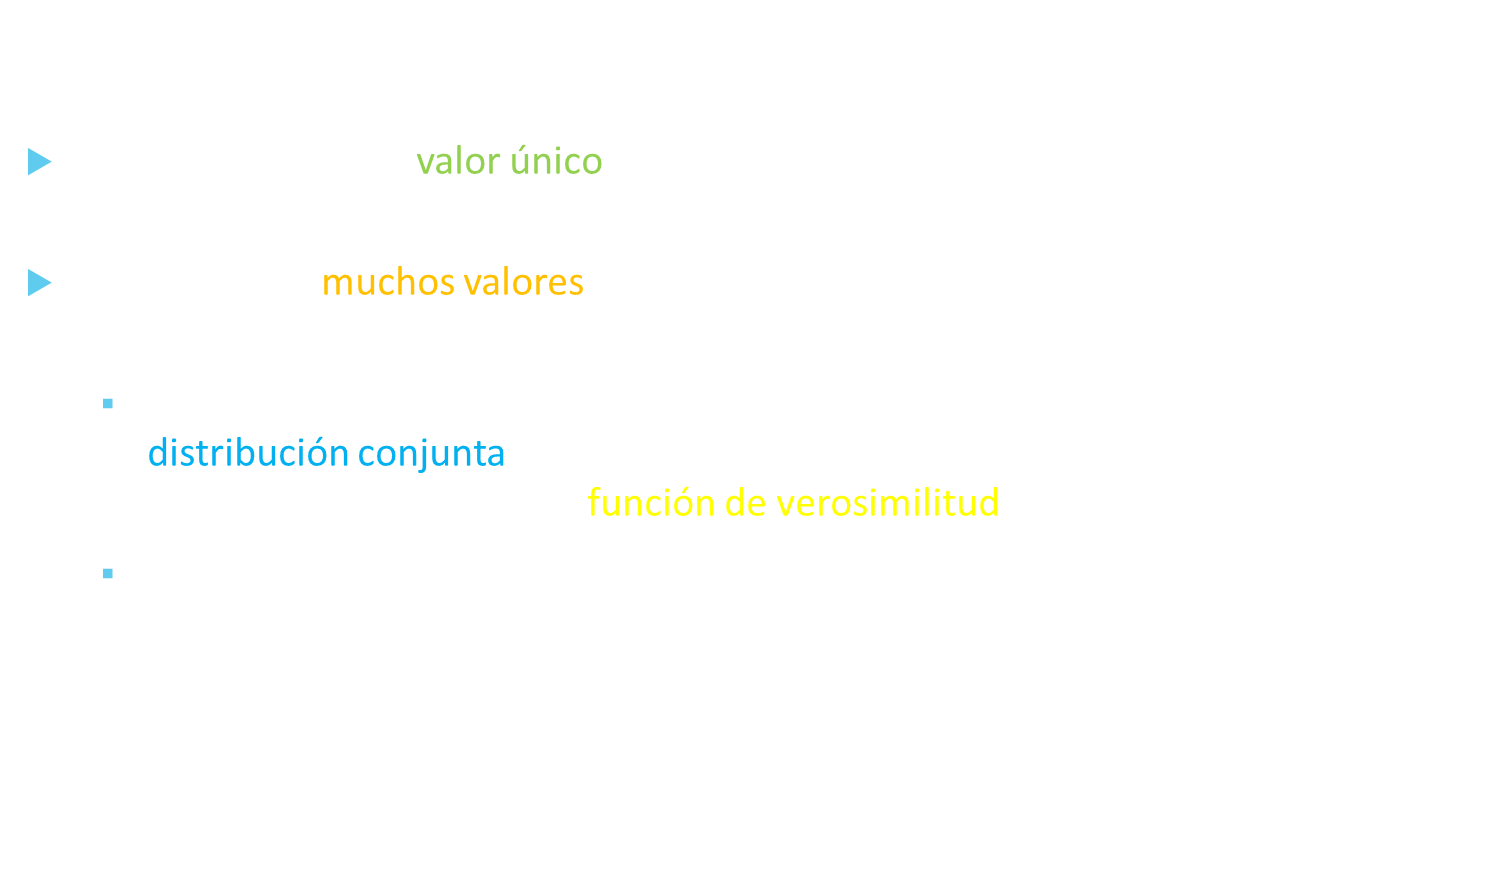 valor único
muchos valores
distribución conjunta
función de verosimilitud